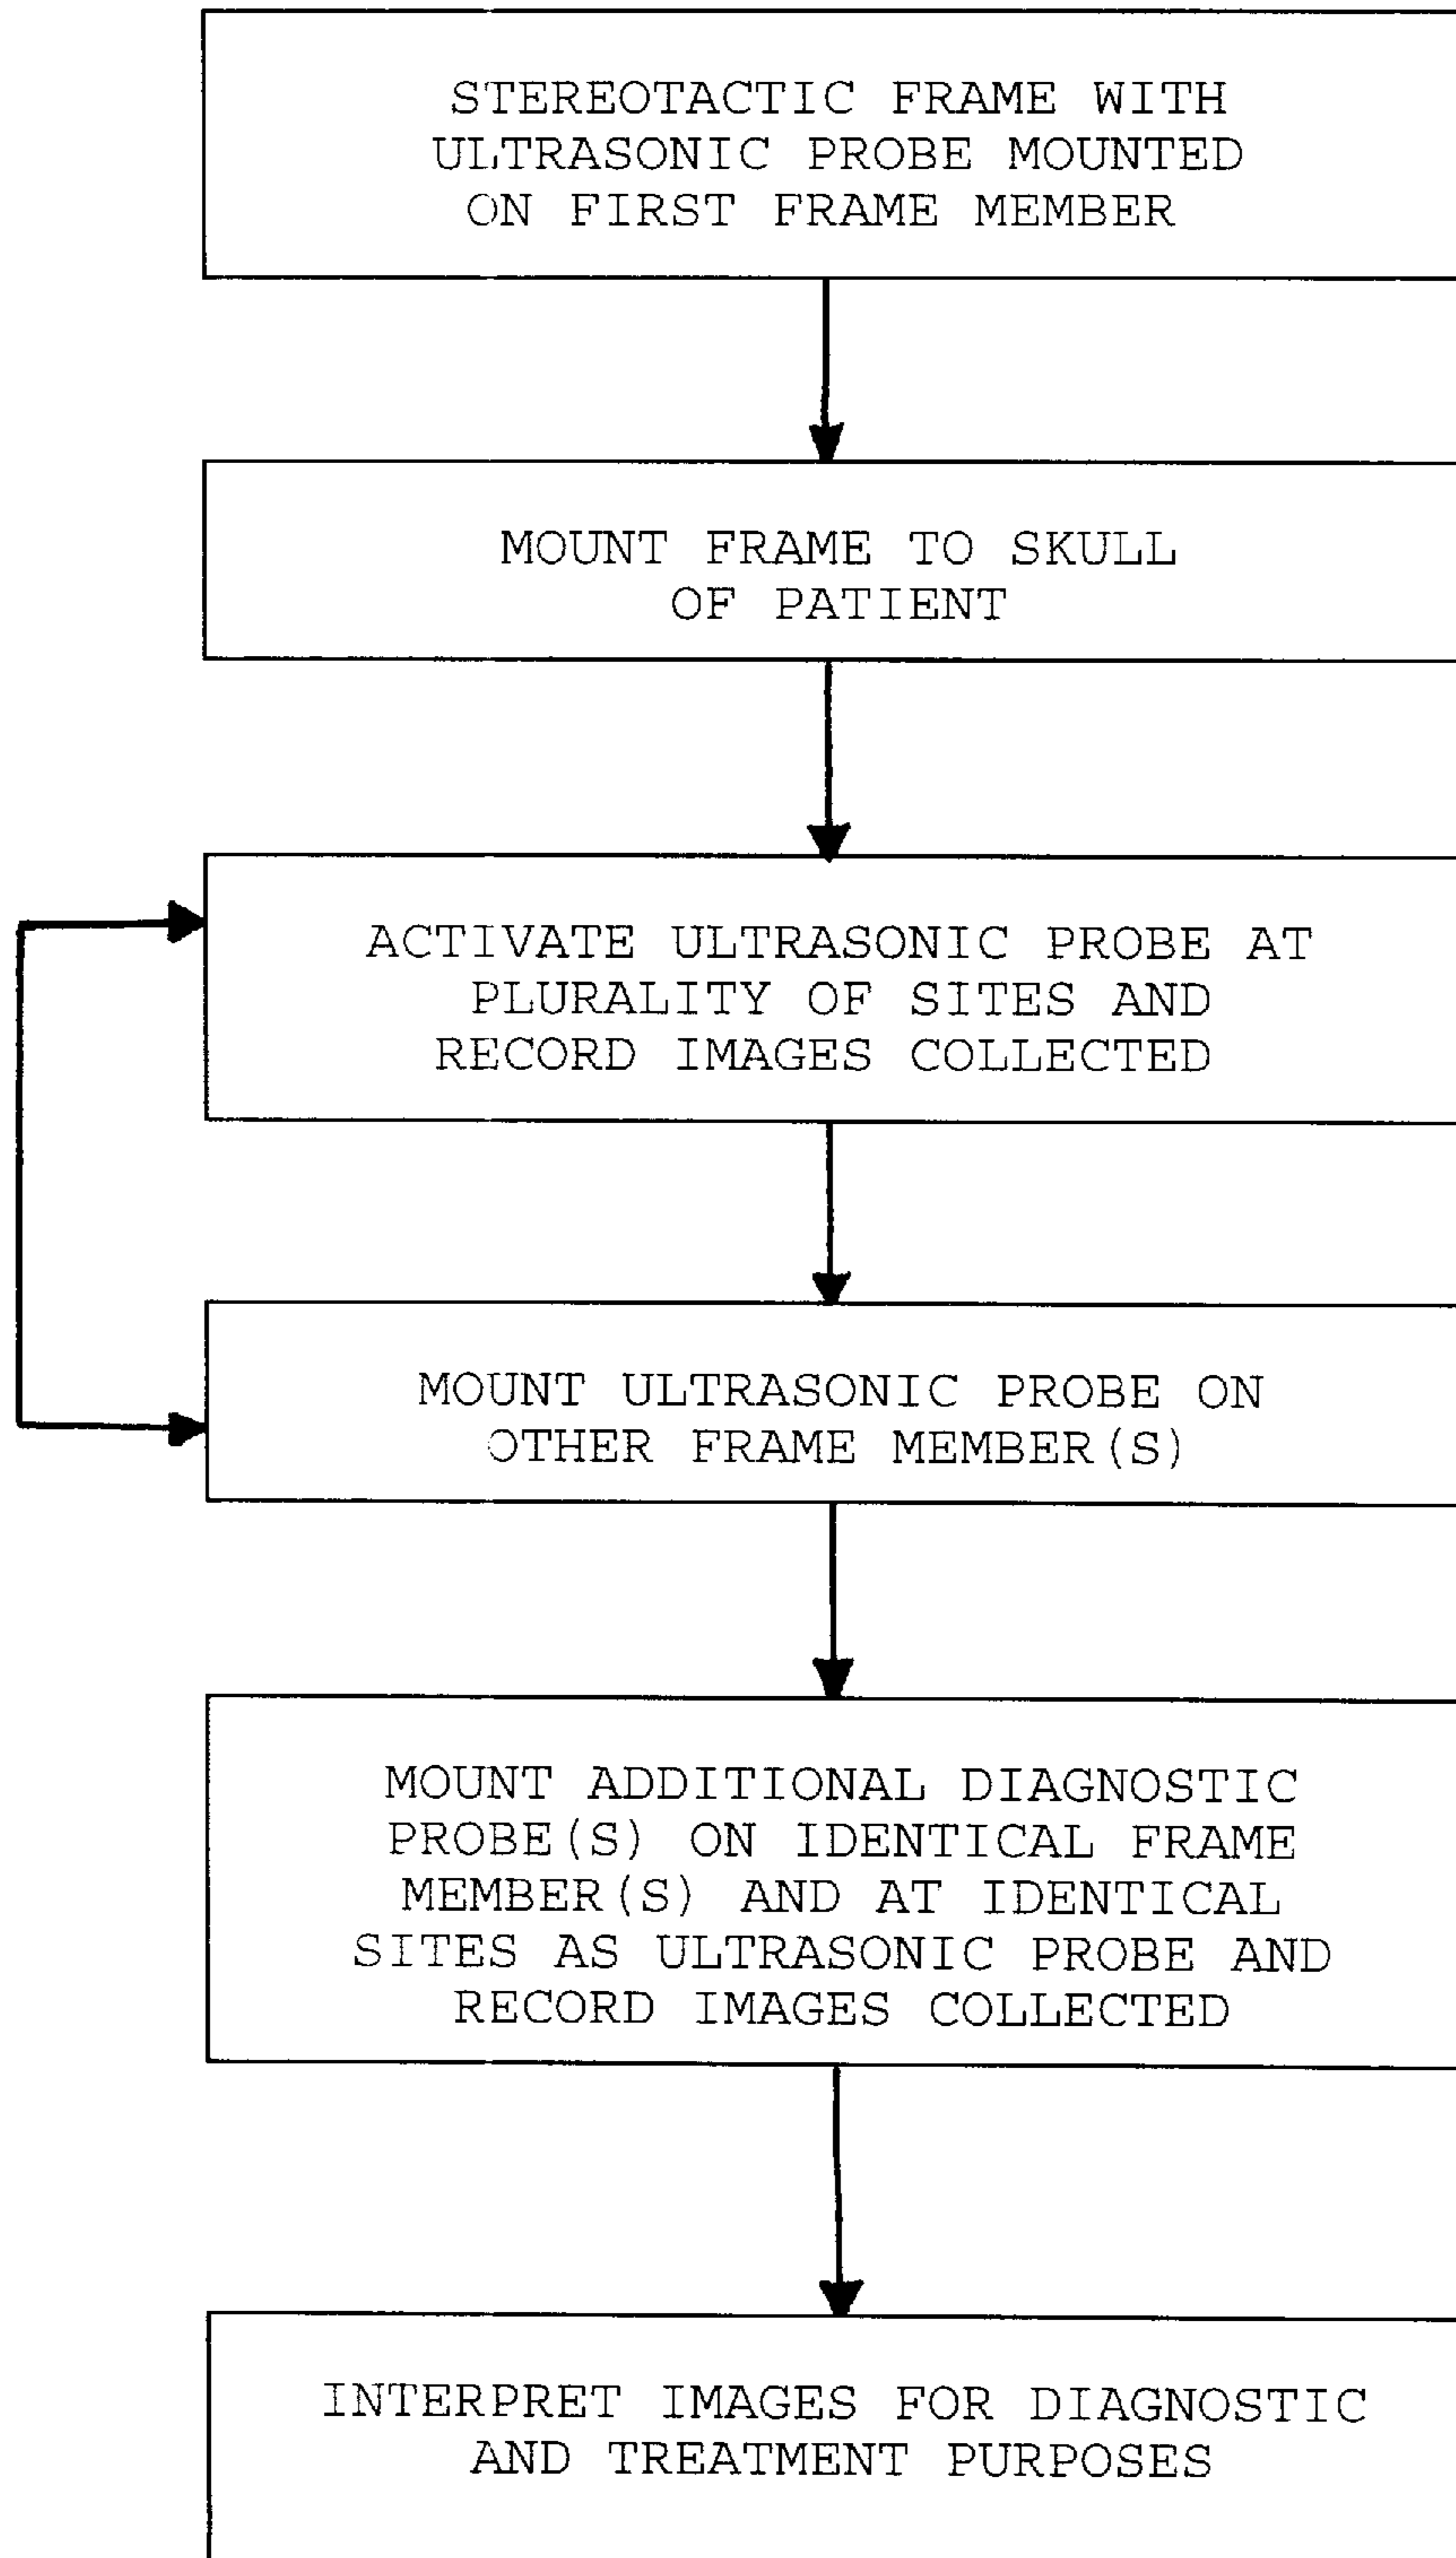 STEREOTACTIC FRAME WITH
ULTRASONIC PROBE MOUNTED
ON FIRST FRAME MEMBER
MOUNT FRAME TO SKULL
OF PATIENT
ACTIVATE ULTRASONIC PROBE AT
PLURALITY OF SITES AND
RECORD IMAGES COLLECTED
MOUNT ULTRASONIC PROBE ON
OTHER FRAME MEMBER(S)
MOUNT ADDITIONAL DIAGNOSTIC
PROBE(S) ON IDENTICAL FRAME
MEMBER(S) AND AT IDENTICAL
SITES AS ULTRASONIC PROBE AND
RECORD IMAGES COLLECTED
INTERPRET IMAGES FOR DIAGNOSTIC
AND TREATMENT PURPOSES